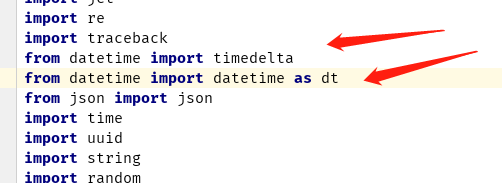 import re
import traceback
from datetime import timedelta
from datetime import datetime as dt
from json import json
import time
import uuid
import string
import random